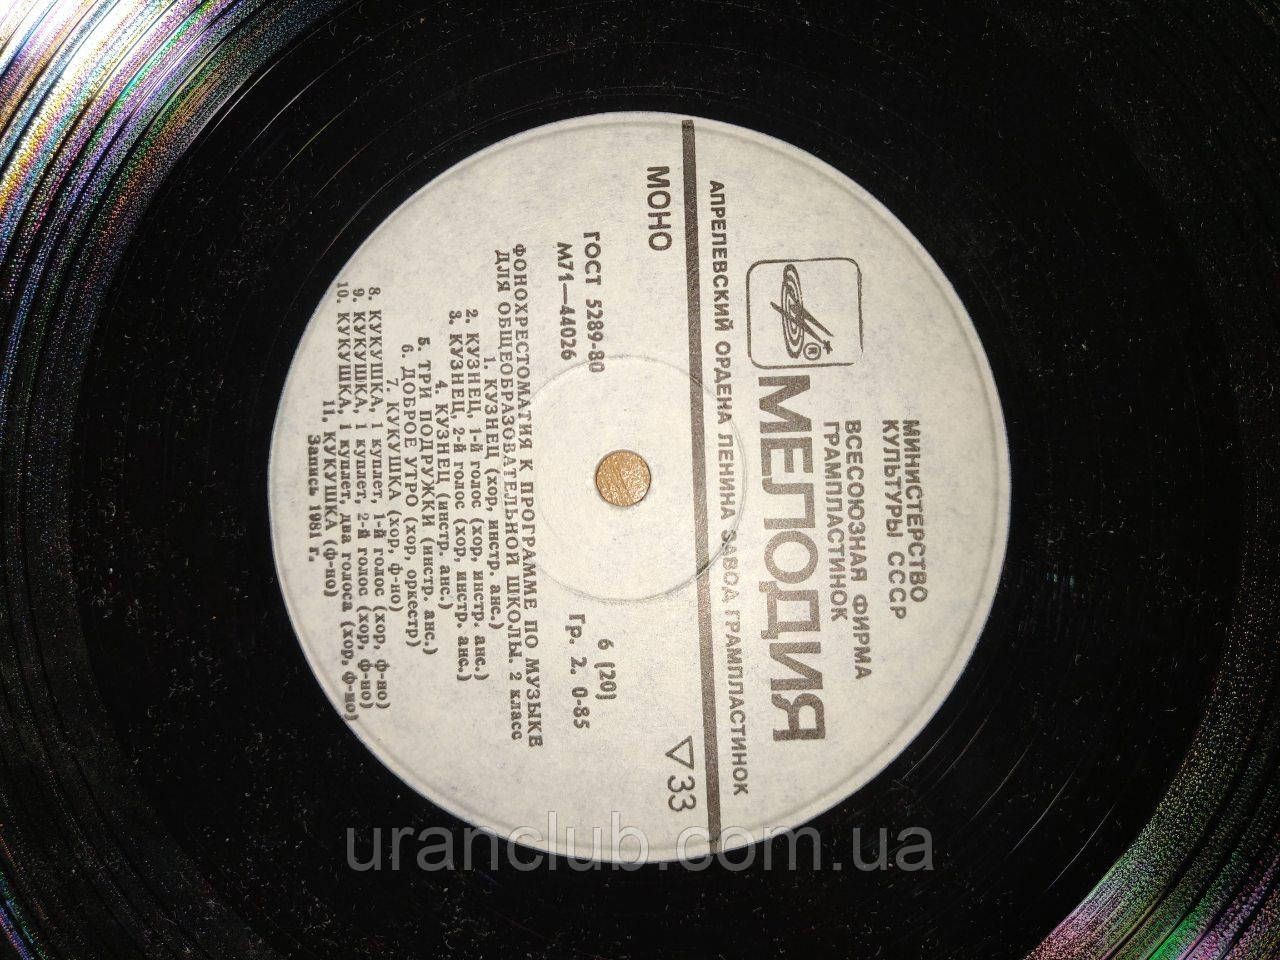 МИНИСТЕРСТВО
КУЛЬТУРЫ СССР
ВСЕСОЮЗНАЯ ФИРМА
ГРАМПЛАСТИНОК
®
МЕЛОДИЯ
АПРЕЛЕВСКИЙ ОРДЕНА ЛЕНИНА ЗАВОД ГРАМПЛАСТИНОК
МОНО
▽33
ГОСТ 5289-80
М71—44026
6 (20)
Гр. 2. 0-85
ФОНОХРЕСТОМАТИЯ К ПРОГРАММЕ ПО МУЗЫКЕ
ДЛЯ ОБЩЕОБРАЗОВАТЕЛЬНОЙ ШКОЛЫ. 2 класс
1. КУЗНЕЦ (хор, инстр. анс.)
2. КУЗНЕЦ, 1-й голос (хор, инстр. анс.)
3. КУЗНЕЦ, 2-й голос (хор, инстр. анс.)
4. КУЗНЕЦ (инстр. анс.)
5. ТРИ ПОДРУЖКИ (инстр. анс.)
6. ДОБРОЕ УТРО (хор, оркестр)
7. КУКУШКА (хор, ф-но)
8. КУКУШКА, 1 куплет, 1-й голос (хор, ф-но)
9. КУКУШКА, 1 куплет, 2-й голос (хор, ф-но)
10. КУКУШКА, 1 куплет, два голоса (хор, ф-но)
11. КУКУШКА (ф-но)
Запись 1981 г.
uranclub.com.ua